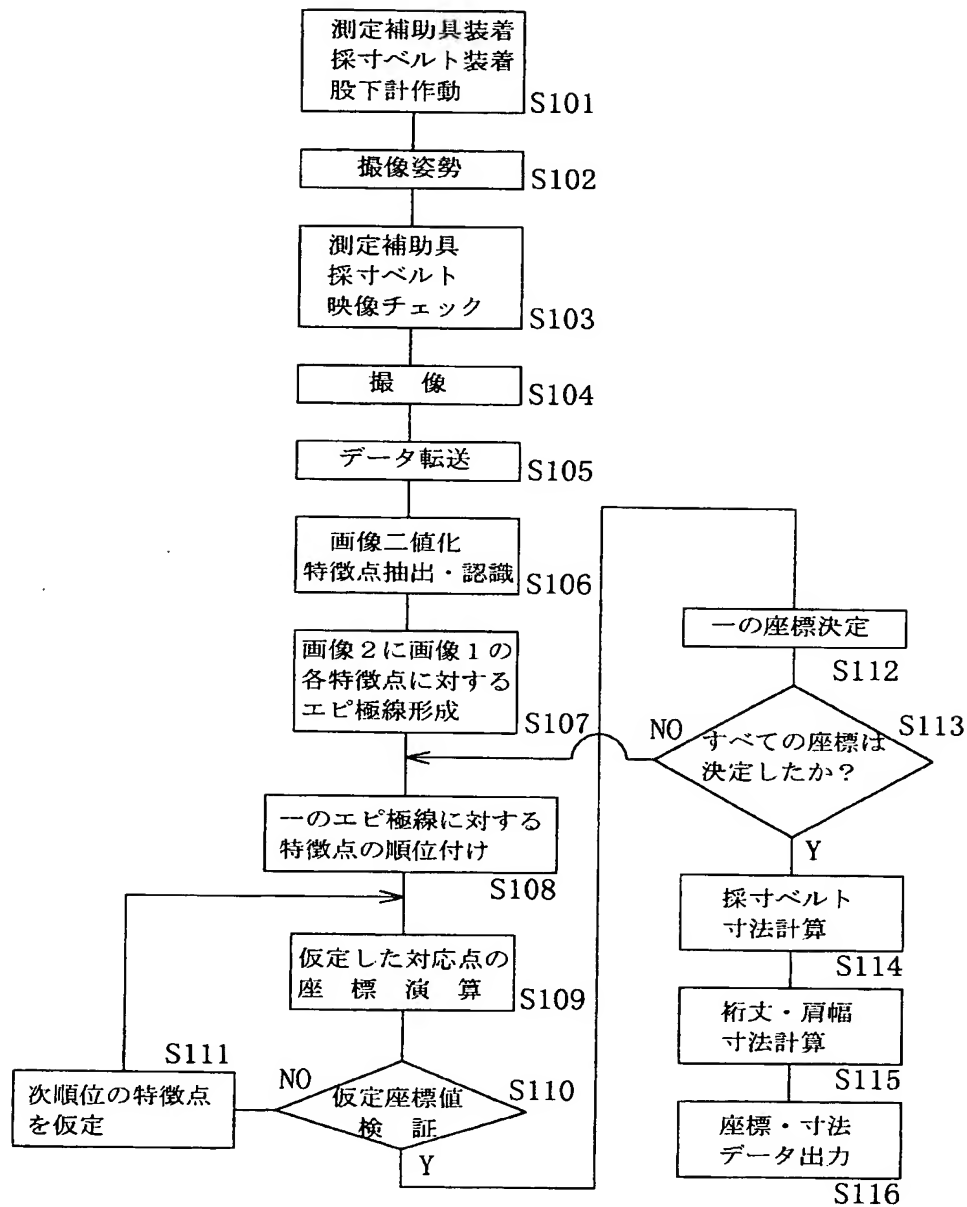 測定補助具装着
採寸ベルト装着
股下計作動
S101
撮像姿勢
S102
測定補助具
採寸ベルト
映像チェック
S103
撮 像
S104
データ転送
S105
画像二値化
特徴点抽出・認識
S106
画像2に画像1の
各特徴点に対する
エピ極線形成
S107
一のエピ極線に対する
特徴点の順位付け
S108
仮定した対応点の
座 標 演 算
S109
仮定座標値
検 証
S110
NO
Y
S111
次順位の特徴点
を仮定
一の座標決定
S112
すべての座標は
決定したか?
S113
NO
Y
採寸ベルト
寸法計算
S114
裄丈・肩幅
寸法計算
S115
座標・寸法
データ出力
S116